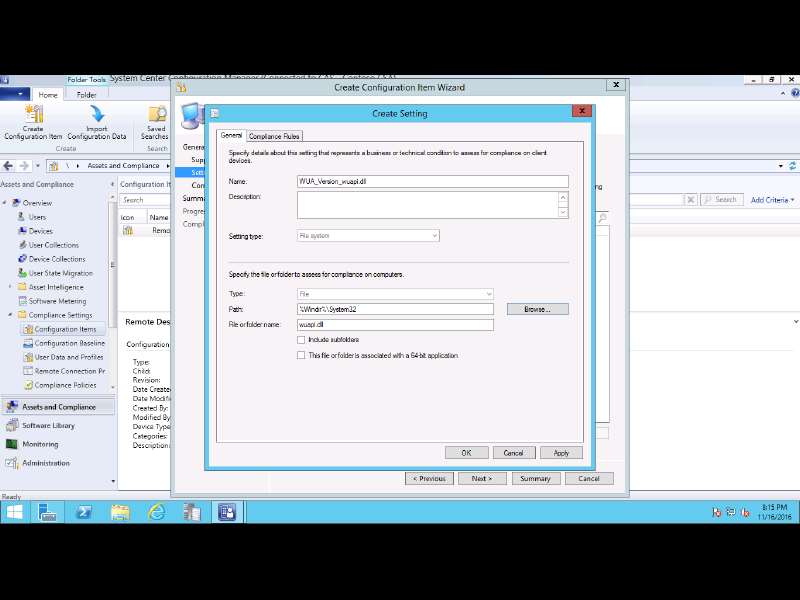 Folder Tools
System Center Configuration Manager (Connected to CAS - Contoso CSA)
Create Configuration Item Wizard
Home
Folder
Create Setting
Create
Configuration Item
Import
Configuration Data
Saved
Searches
Create
Search
General
Compliance Rules
Specify details about this setting that represents a business or technical condition to assess for compliance on client
devices.
Name:
WUA_Version_wuapi.dll
Description:
Setting type:
File system
Specify the file or folder to assess for compliance on computers.
Type:
File
Path:
%Windir%\System32
Browse...
File or folder name:
wuapi.dll
Include subfolders
This file or folder is associated with a 64-bit application
OK
Cancel
Apply
< Previous
Next >
Summary
Cancel
Genera
Supp
Sett
Con
Summa
Progre
Compl
\
Assets and Compliance
Assets and Compliance
Configuration It
Search
Search
Add Criteria
Icon
Name
Remo
Overview
Users
Devices
User Collections
Device Collections
User State Migration
Asset Intelligence
Software Metering
Compliance Settings
Configuration Items
Configuration Baseline
User Data and Profiles
Remote Connection Pr
Compliance Policies
Assets and Compliance
Software Library
Monitoring
Administration
Remote Des
Configuration
Type:
Child:
Revision:
Date Create
Date Modifi
Created By:
Modified By
Device Type
Categories:
Description:
Ready
8:15 PM
11/16/2016